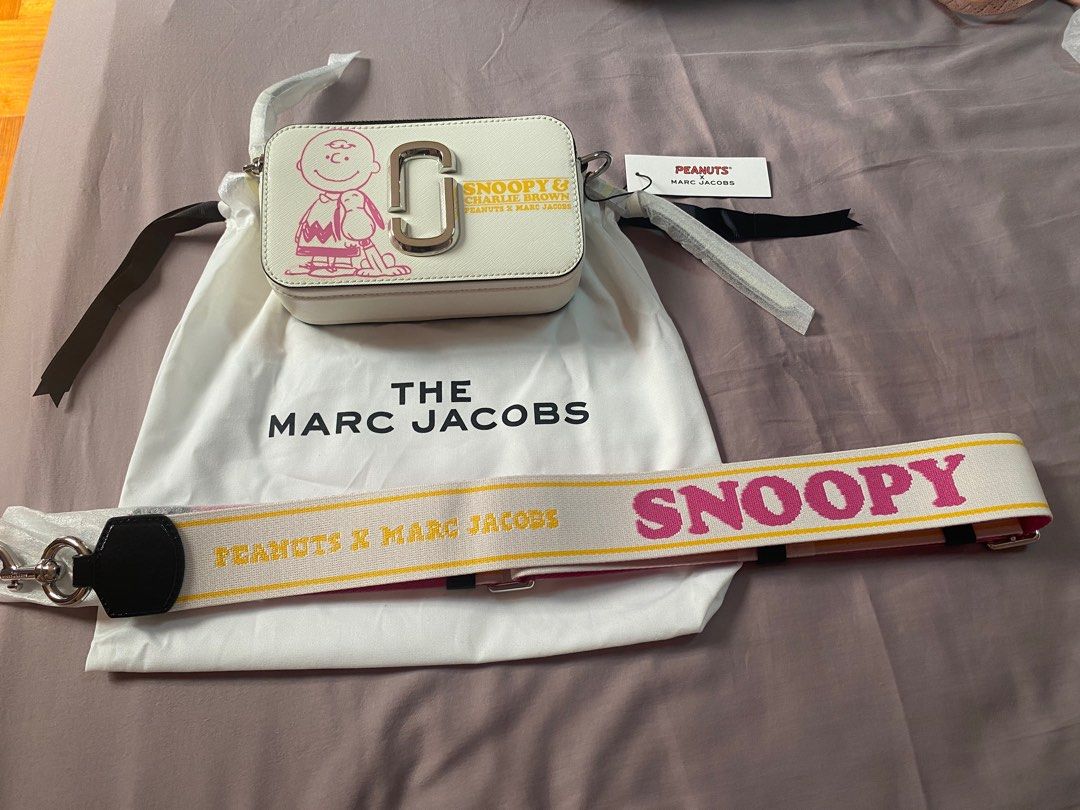 SNOOPY &
CHARLIE BROWN
PEANUTS X MARC JACOBS
PEANUTS
X
MARC JACOBS
THE
MARC JACOBS
PEANUTS X MARC JACOBS
SNOOPY